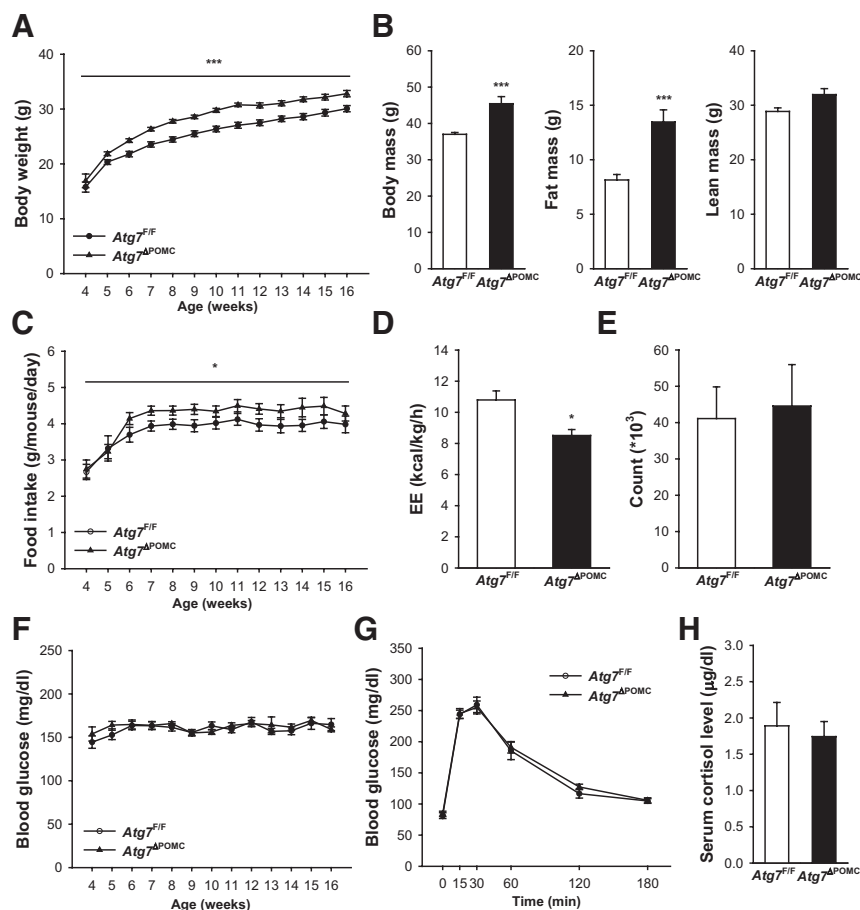 A
***
Body weight (g)
40
30
20
10
0
Atg7F/F
Atg7ΔPOMC
4 5 6 7 8 9 10 11 12 13 14 15 16
Age (weeks)
B
Body mass (g)
60
50
40
30
20
10
0
***
Atg7F/F Atg7ΔPOMC
Fat mass (g)
20
15
10
5
0
***
Atg7F/F Atg7ΔPOMC
Lean mass (g)
40
30
20
10
0
Atg7F/F Atg7ΔPOMC
C
*
Food intake (g/mouse/day)
6
5
4
3
2
1
0
Atg7F/F
Atg7ΔPOMC
4 5 6 7 8 9 10 11 12 13 14 15 16
Age (weeks)
D
EE (kcal/kg/h)
14
12
10
8
6
4
2
0
*
Atg7F/F Atg7ΔPOMC
E
Count (*10³)
60
50
40
30
20
10
0
Atg7F/F Atg7ΔPOMC
F
Blood glucose (mg/dl)
250
200
150
100
50
0
Atg7F/F
Atg7ΔPOMC
4 5 6 7 8 9 10 11 12 13 14 15 16
Age (weeks)
G
Blood glucose (mg/dl)
350
300
250
200
150
100
50
0
Atg7F/F
Atg7ΔPOMC
0 15 30 60 120 180
Time (min)
H
Serum cortisol level (μg/dl)
3.0
2.5
2.0
1.5
1.0
0.5
0.0
Atg7F/F Atg7ΔPOMC